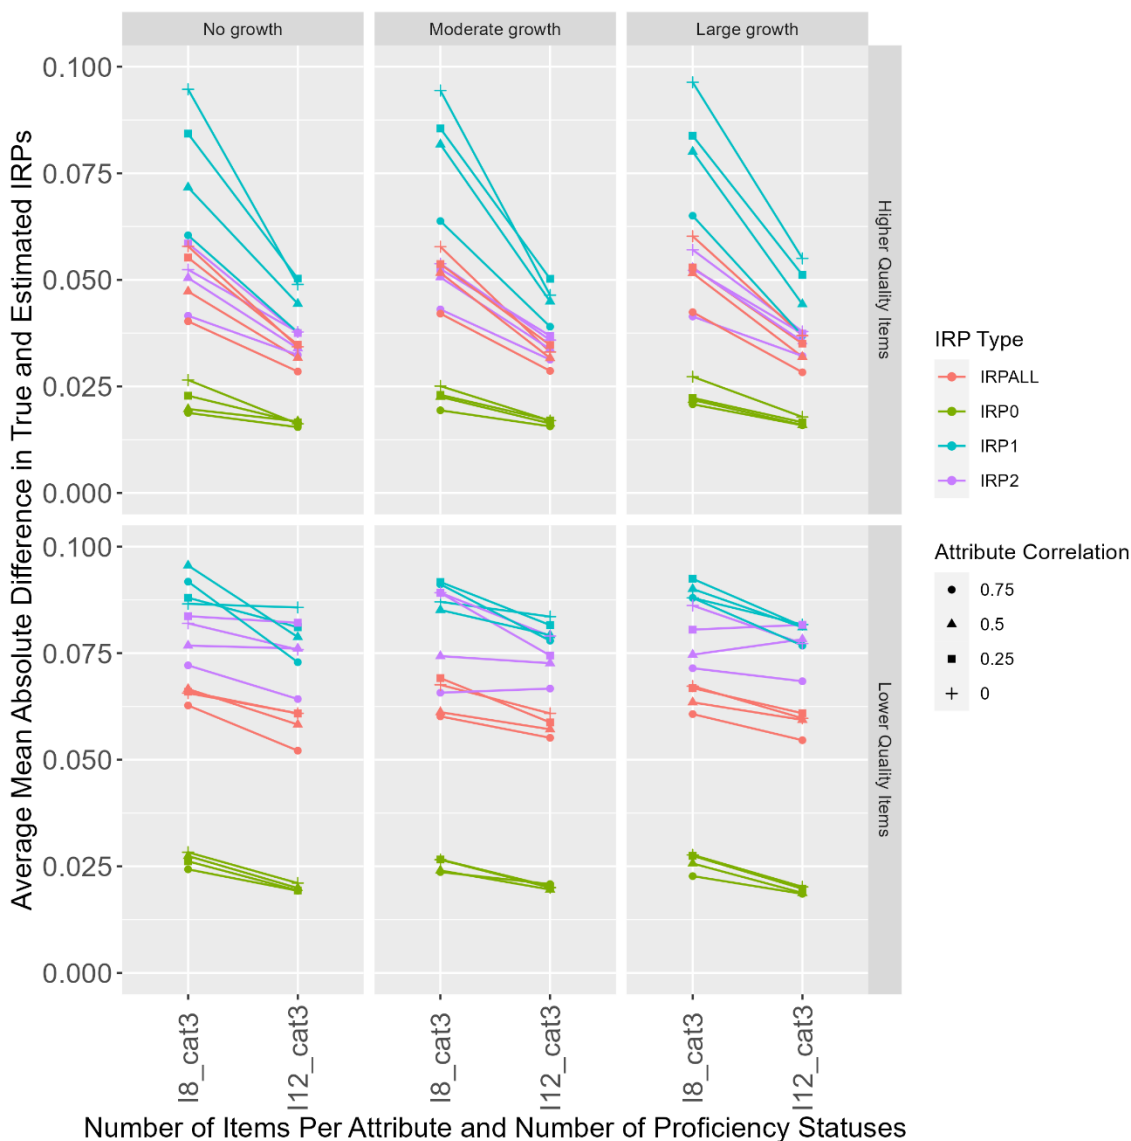 No growth
Moderate growth
Large growth
Average Mean Absolute Difference in True and Estimated IRPs
0.100
0.075
0.050
0.025
0.000
Higher Quality Items
0.100
0.075
0.050
0.025
0.000
Lower Quality Items
I8_cat3
I12_cat3
I8_cat3
I12_cat3
I8_cat3
I12_cat3
Number of Items Per Attribute and Number of Proficiency Statuses
IRP Type
IRPALL
IRP0
IRP1
IRP2
Attribute Correlation
0.75
0.5
0.25
0